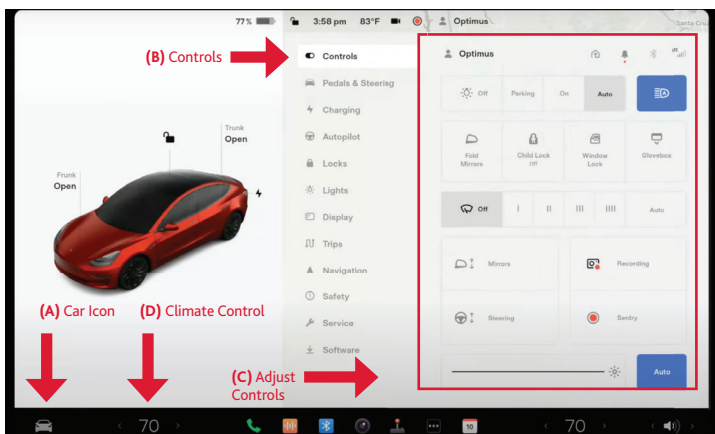 77%
3:58 pm 83°F
Optimus
Santa Cruz
(B) Controls
Controls
Pedals & Steering
Charging
Autopilot
Locks
Lights
Display
Trips
Navigation
Safety
Service
Software
Trunk
Open
Frunk
Open
(A) Car Icon
(D) Climate Control
(C) Adjust
Controls
Optimus
LTE
Off Parking On Auto
A
Fold
Mirrors
Child Lock
Off
Window
Lock
Glovebox
Off I II III IIII Auto
Mirrors
Recording
Steering
Sentry
Auto
70
10
70